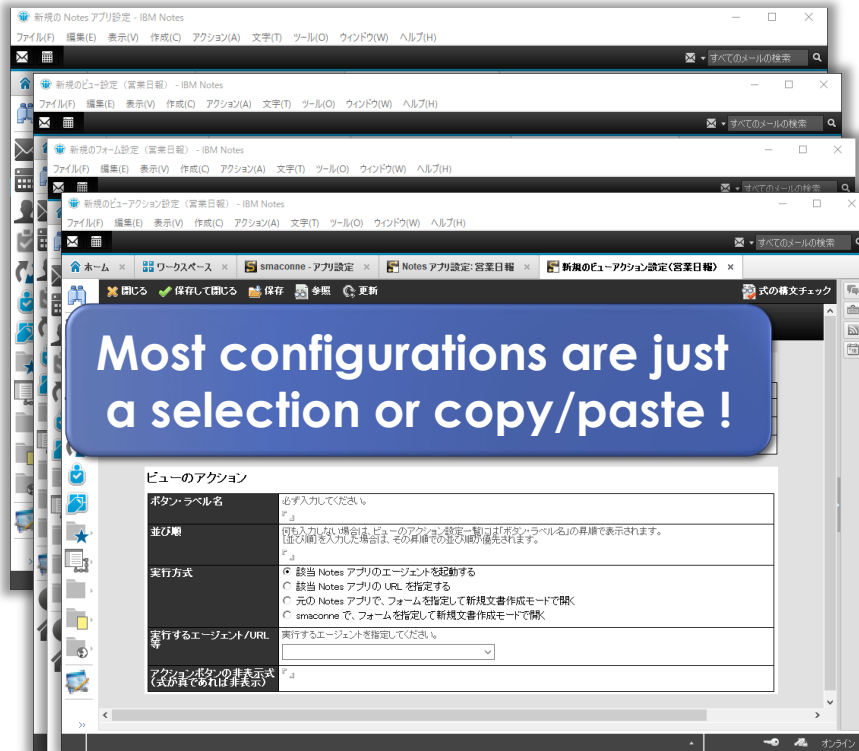 新規の Notes アプリ設定 - IBM Notes
ファイル(F) 編集(E) 表示(V) 作成(C) アクション(A) 文字(T) ツール(O) ウィンドウ(W) ヘルプ(H)
すべてのメールの検索
新規のビュー設定（営業日報） - IBM Notes
ファイル(F) 編集(E) 表示(V) 作成(C) アクション(A) 文字(T) ツール(O) ウィンドウ(W) ヘルプ(H)
すべてのメールの検索
新規のフォーム設定（営業日報） - IBM Notes
ファイル(F) 編集(E) 表示(V) 作成(C) アクション(A) 文字(T) ツール(O) ウィンドウ(W) ヘルプ(H)
すべてのメールの検索
新規のビューアクション設定（営業日報） - IBM Notes
ファイル(F) 編集(E) 表示(V) 作成(C) アクション(A) 文字(T) ツール(O) ウィンドウ(W) ヘルプ(H)
すべてのメールの検索
ホーム ワークスペース smaconne - アプリ設定 Notes アプリ設定: 営業日報 新規のビューアクション設定（営業日報）
閉じる 保存して閉じる 保存 参照 更新 式の構文チェック
Most configurations are just
a selection or copy/paste !
ビューのアクション
ボタン・ラベル名 必ず入力してください。
『 』
並び順 何も入力しない場合は、ビューのアクション設定一覧には「ボタン・ラベル名」の昇順で表示されます。
[並び順]を入力した場合は、その昇順での並び順が優先されます。
『 』
実行方式 該当 Notes アプリのエージェントを起動する
該当 Notes アプリの URL を指定する
元の Notes アプリで、フォームを指定して新規文書作成モードで開く
smaconne で、フォームを指定して新規文書作成モードで開く
実行するエージェント/URL 実行するエージェントを指定してください。
等
アクションボタンの非表示式 『 』
(式が真であれば非表示)
オンライン